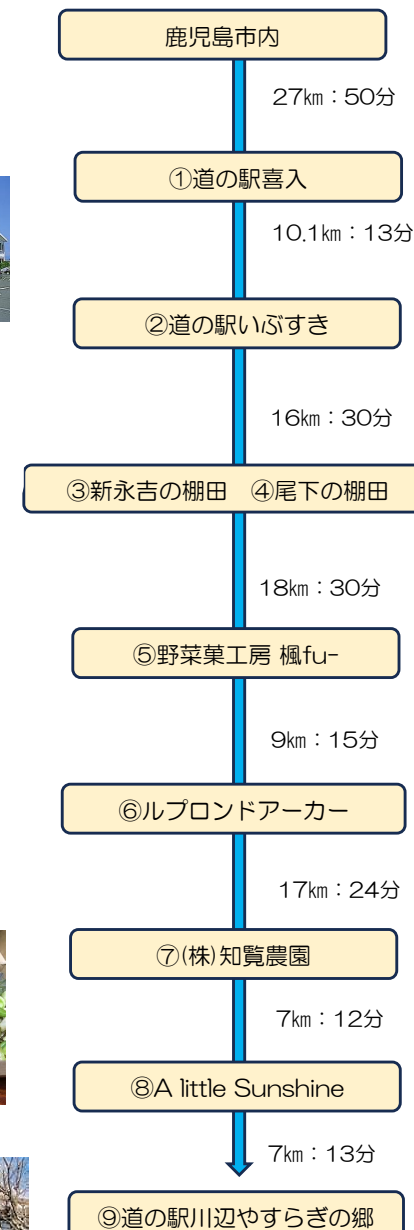 鹿児島市内
27㎞：50分
①道の駅喜入
10.1㎞：13分
②道の駅いぶすき
16㎞：30分
③新永吉の棚田　④尾下の棚田
18㎞：30分
⑤野菜菓工房 楓fu-
9㎞：15分
⑥ルプロンドアーカー
17㎞：24分
⑦(株)知覧農園
7㎞：12分
⑧A little Sunshine
7㎞：13分
⑨道の駅川辺やすらぎの郷